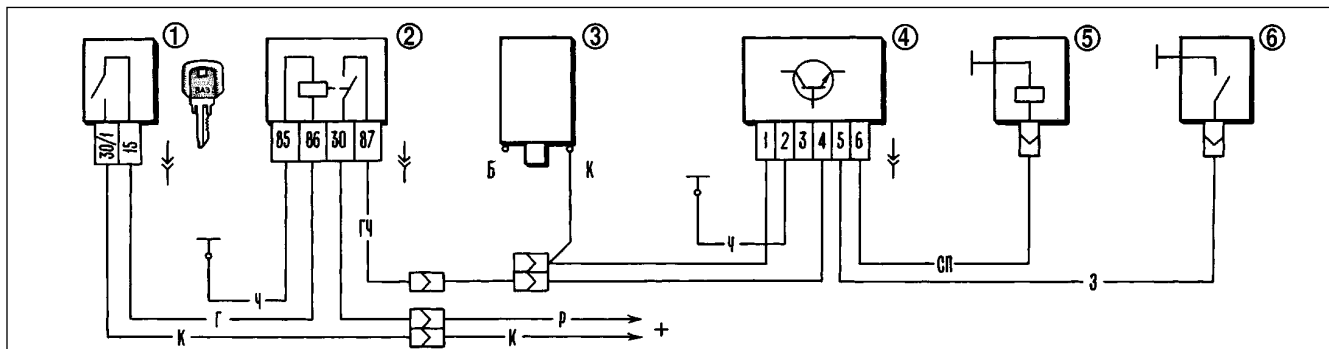 ① ② ③ ④ ⑤ ⑥
ВАЗ
30/1 15
85 86 30 87
1 2 3 4 5 6
Б К
ГЧ
Ч
Ч
СП
З
Г Р
К К +